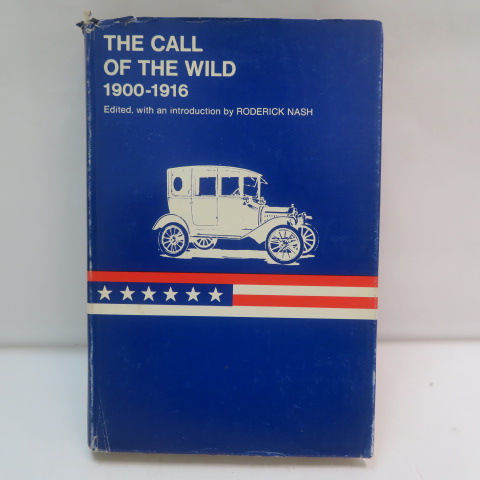 THE CALL
OF THE WILD
1900-1916
Edited, with an introduction by RODERICK NASH